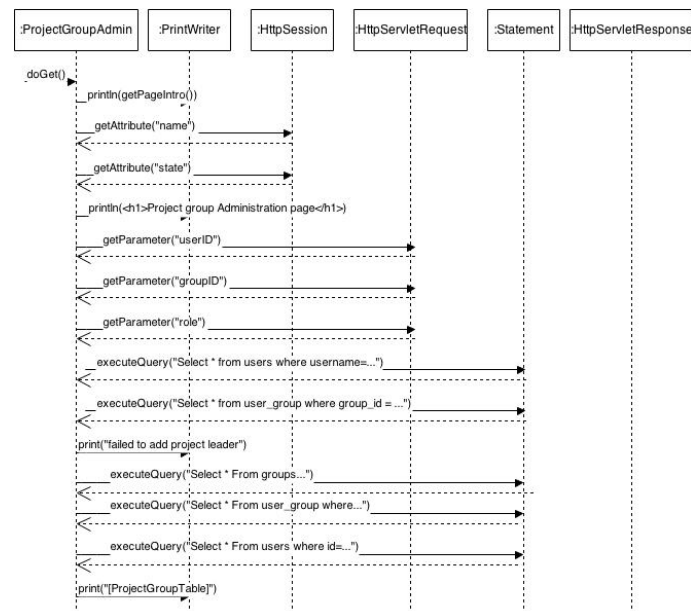 :ProjectGroupAdmin
:PrintWriter
:HttpSession
:HttpServletRequest
:Statement
:HttpServletResponse
doGet()
println(getPageIntro())
getAttribute("name")
getAttribute("state")
println(<h1>Project group Administration page</h1>)
getParameter("userID")
getParameter("groupID")
getParameter("role")
executeQuery("Select * from users where username=...")
executeQuery("Select * from user_group where group_id = ...")
print("failed to add project leader")
executeQuery("Select * From groups...")
executeQuery("Select * From user_group where...")
executeQuery("Select * From users where id=...")
print("[ProjectGroupTable]")